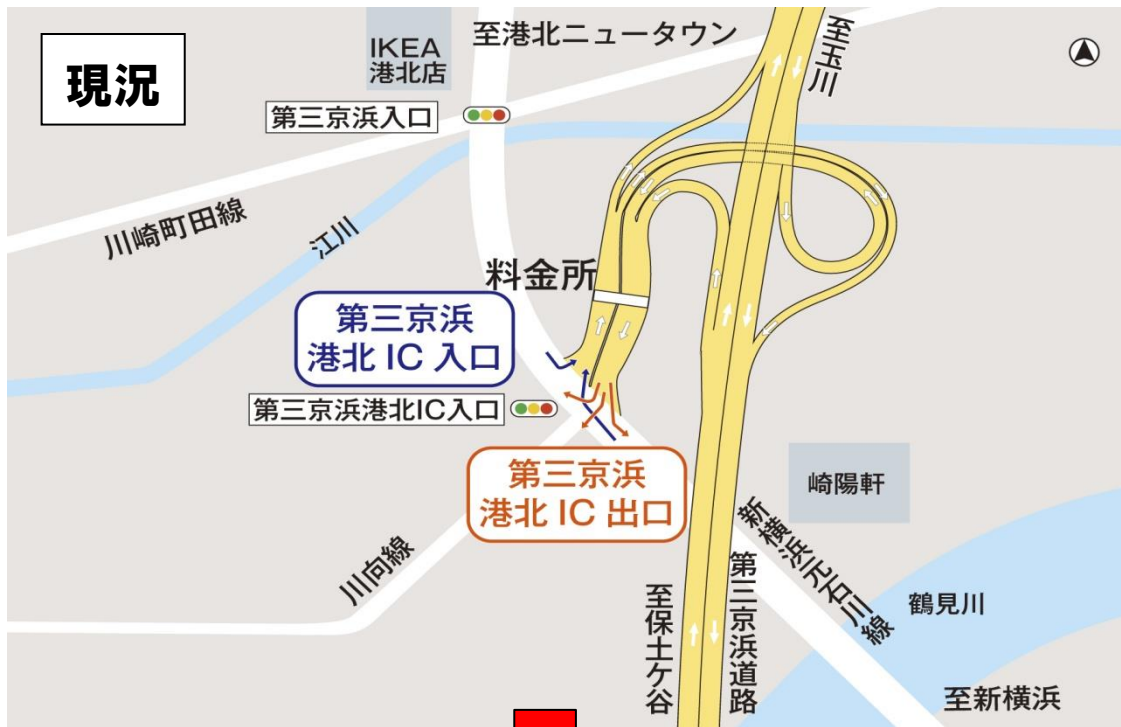 現況
IKEA
港北店
至港北ニュータウン
至玉川
第三京浜入口
川崎町田線
江川
料金所
第三京浜
港北 IC 入口
第三京浜港北IC入口
第三京浜
港北 IC 出口
崎陽軒
川向線
新横浜元石川線
第三京浜道路
至保土ケ谷
鶴見川
至新横浜